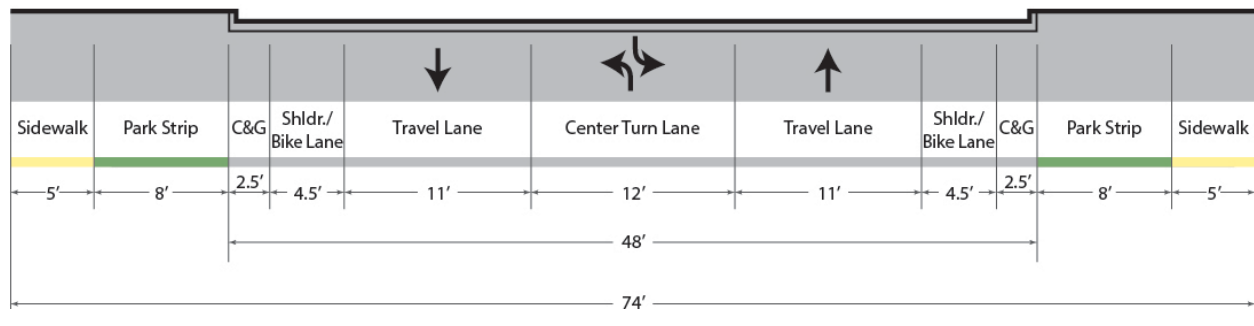 Sidewalk
Park Strip
C&G
Shldr./
Bike Lane
Travel Lane
Center Turn Lane
Travel Lane
Shldr./
Bike Lane
C&G
Park Strip
Sidewalk
5’
8’
2.5’
4.5’
11’
12’
11’
4.5’
2.5’
8’
5’
48’
74’